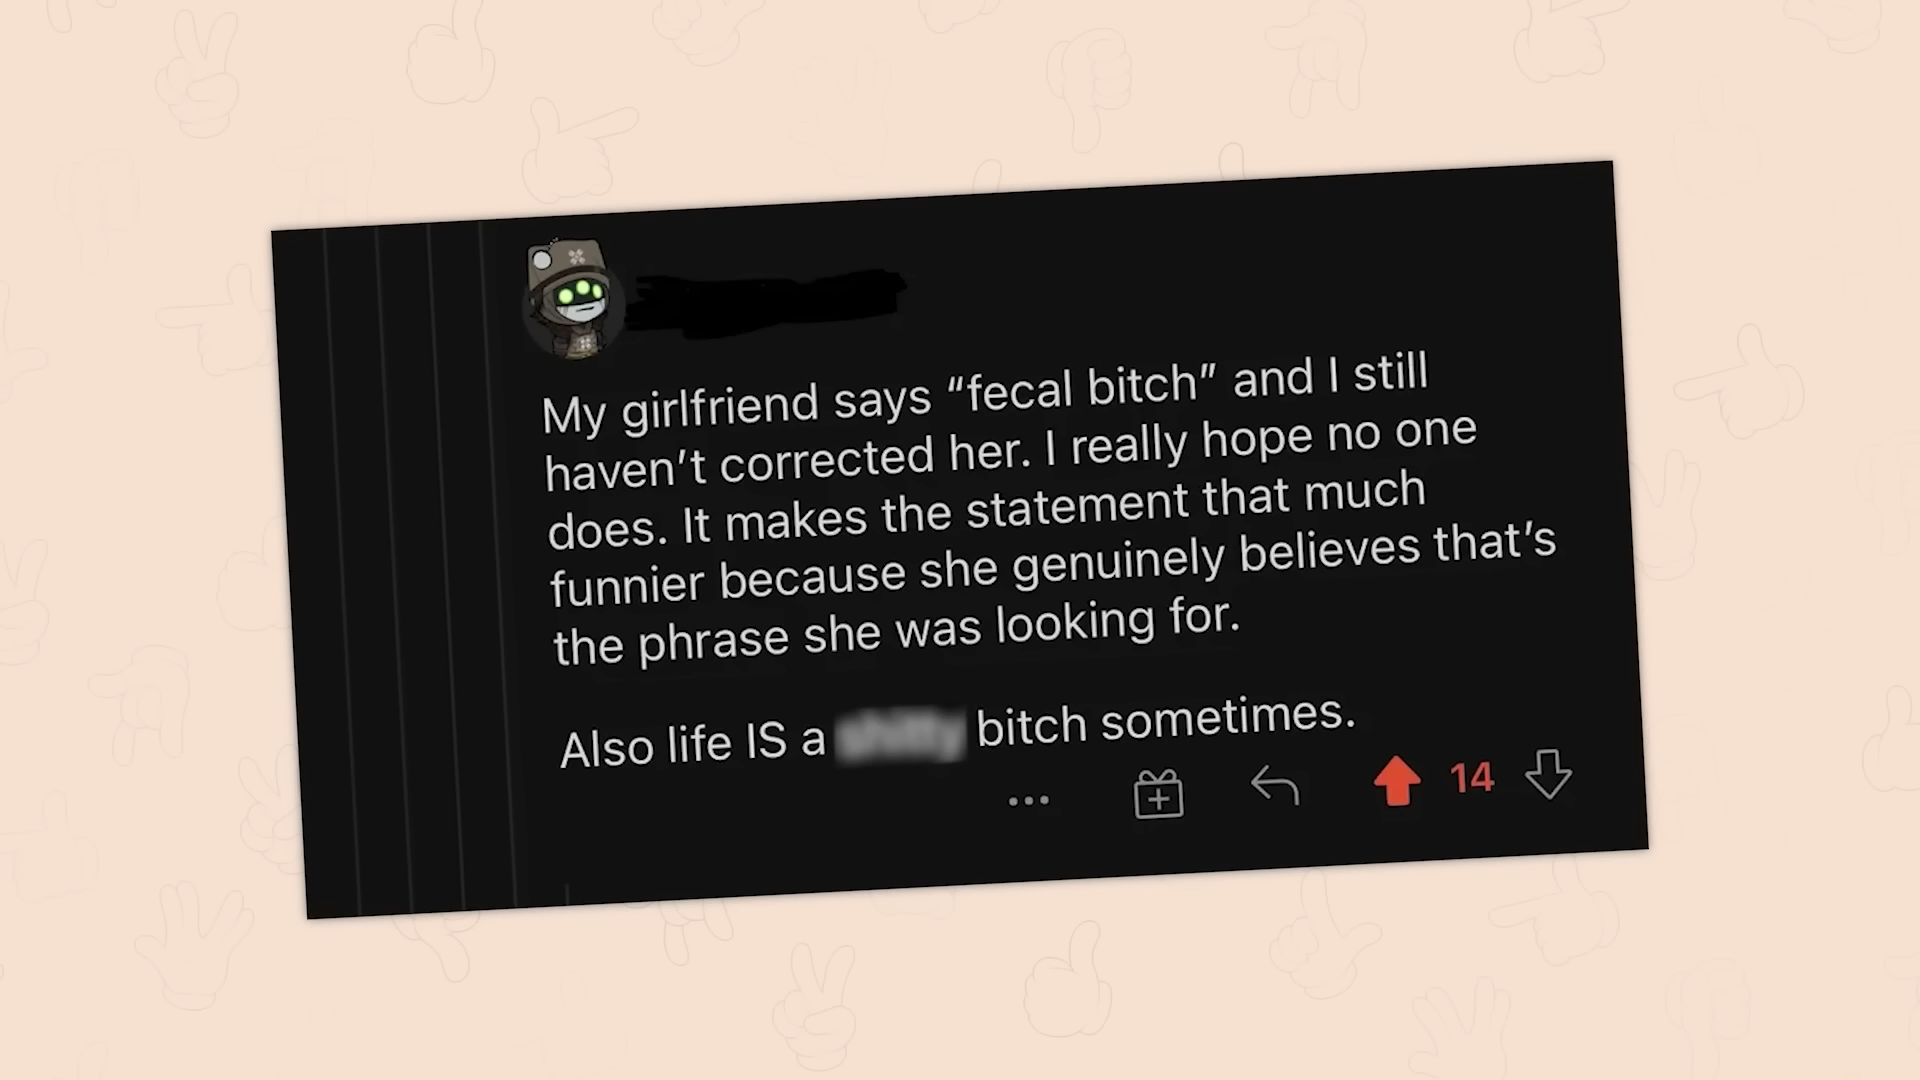 My girlfriend says “fecal bitch” and I still
haven’t corrected her. I really hope no one
does. It makes the statement that much
funnier because she genuinely believes that’s
the phrase she was looking for.
Also life IS a bitch sometimes.
14